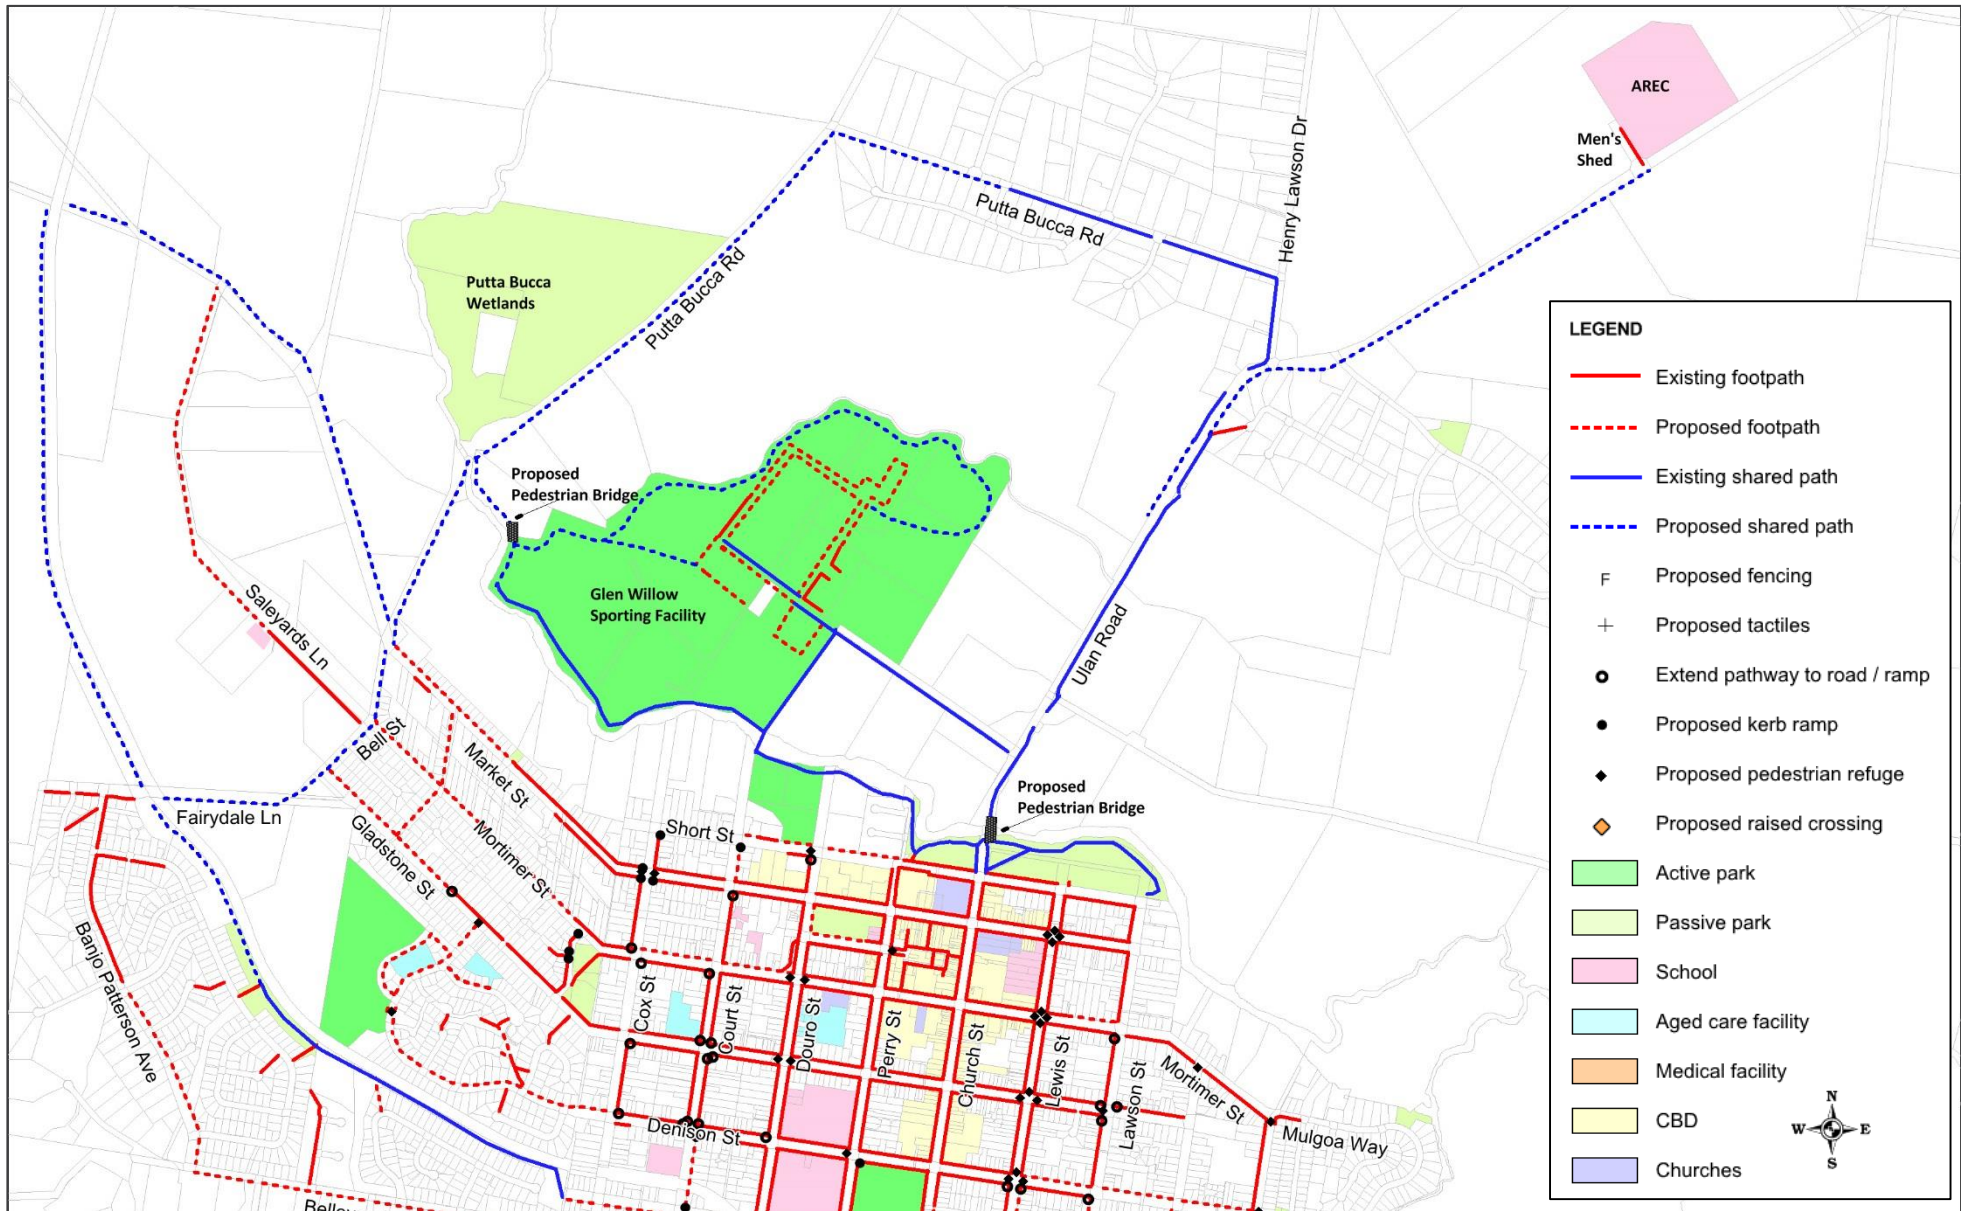 AREC
Men's
Shed
Henry Lawson Dr
Putta Bucca Rd
Putta Bucca Rd
Putta Bucca
Wetlands
Proposed
Pedestrian Bridge
Glen Willow
Sporting Facility
Ulan Road
Saleyards Ln
Bell St
Market St
Proposed
Pedestrian Bridge
Fairydale Ln
Short St
Gladstone St
Mortimer St
Banjo Patterson Ave
Cox St
Court St
Douro St
Perry St
Church St
Lewis St
Lawson St
Mortimer St
Mulgoa Way
Denison St
LEGEND
Existing footpath
Proposed footpath
Existing shared path
Proposed shared path
F Proposed fencing
Proposed tactiles
Extend pathway to road / ramp
Proposed kerb ramp
Proposed pedestrian refuge
Proposed raised crossing
Active park
Passive park
School
Aged care facility
Medical facility
CBD
Churches
N
W E
S